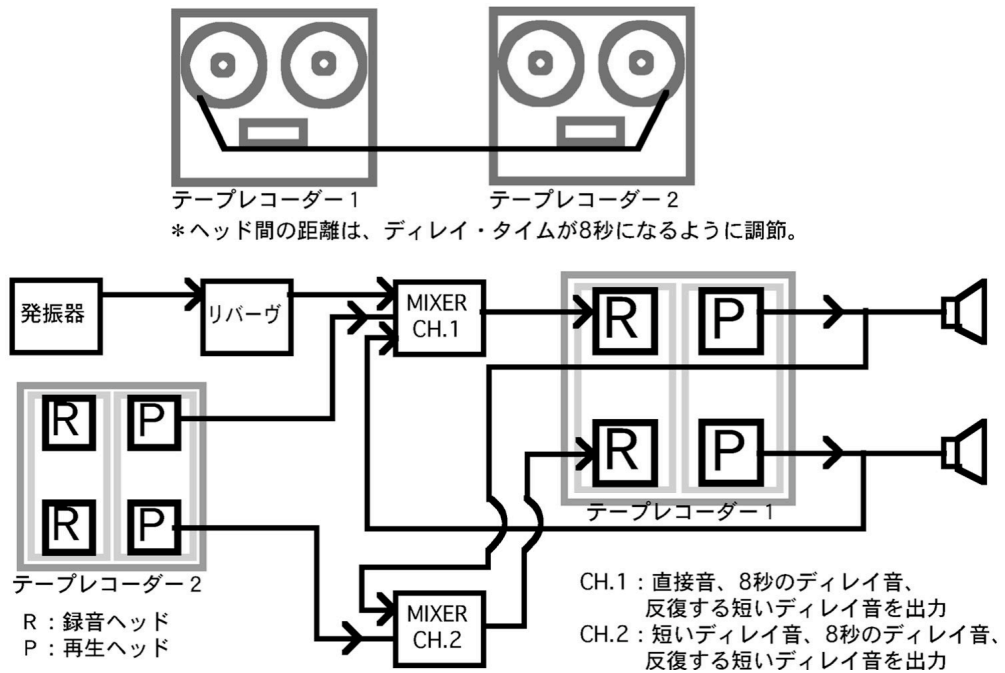 テープレコーダー1
テープレコーダー2
*ヘッド間の距離は、ディレイ・タイムが8秒になるように調節。
発振器
リバーヴ
MIXER
CH.1
R
P
R
P
R
P
R
P
テープレコーダー1
テープレコーダー2
R:録音ヘッド
P:再生ヘッド
MIXER
CH.2
CH.1:直接音、8秒のディレイ音、
反復する短いディレイ音を出力
CH.2:短いディレイ音、8秒のディレイ音、
反復する短いディレイ音を出力